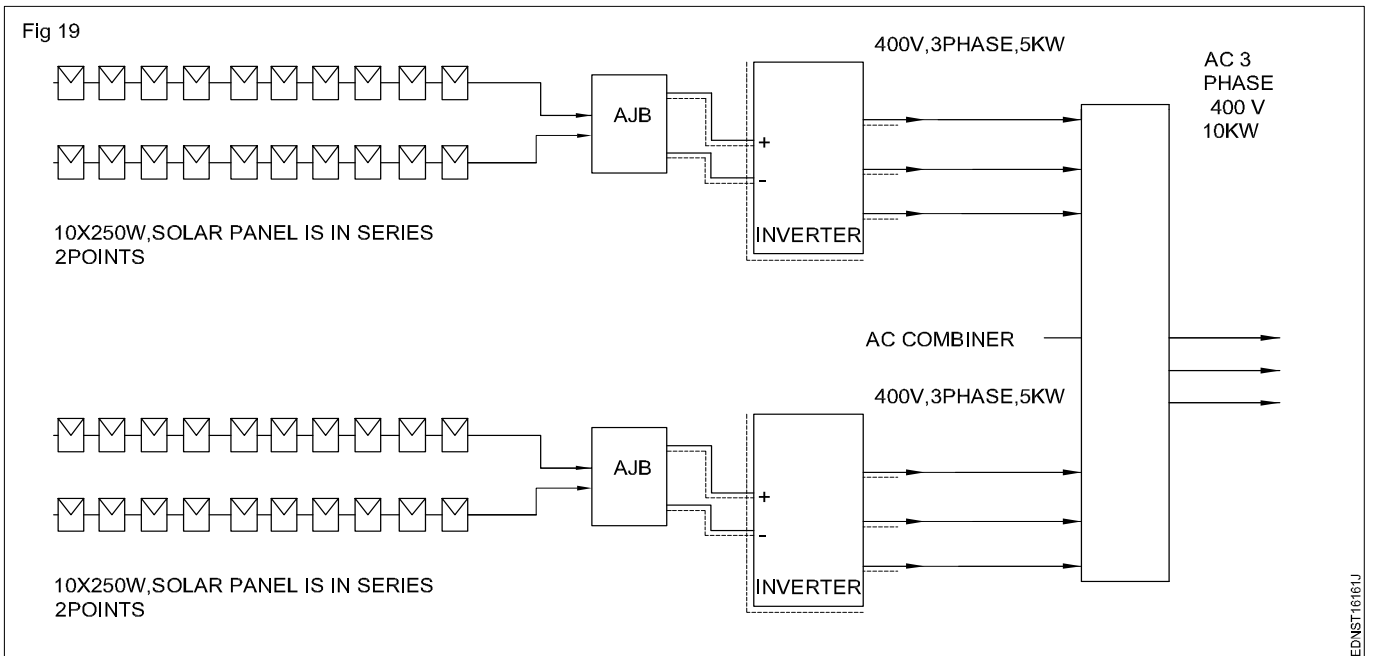 Fig 19
400V,3PHASE,5KW
AC 3
PHASE
400 V
10KW
AJB
+
-
INVERTER
10X250W,SOLAR PANEL IS IN SERIES
2POINTS
AC COMBINER
400V,3PHASE,5KW
AJB
+
-
INVERTER
10X250W,SOLAR PANEL IS IN SERIES
2POINTS
EDNST16161J